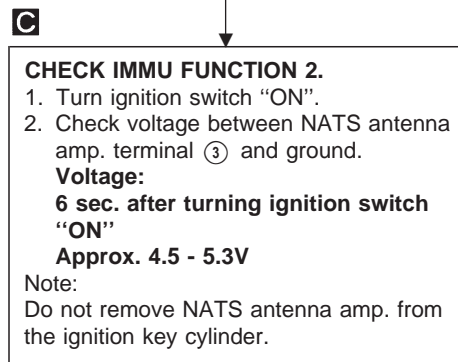 C
CHECK IMMU FUNCTION 2.
1. Turn ignition switch ‘‘ON’’.
2. Check voltage between NATS antenna
amp. terminal ③ and ground.
Voltage:
6 sec. after turning ignition switch
‘‘ON’’
Approx. 4.5 - 5.3V
Note:
Do not remove NATS antenna amp. from
the ignition key cylinder.